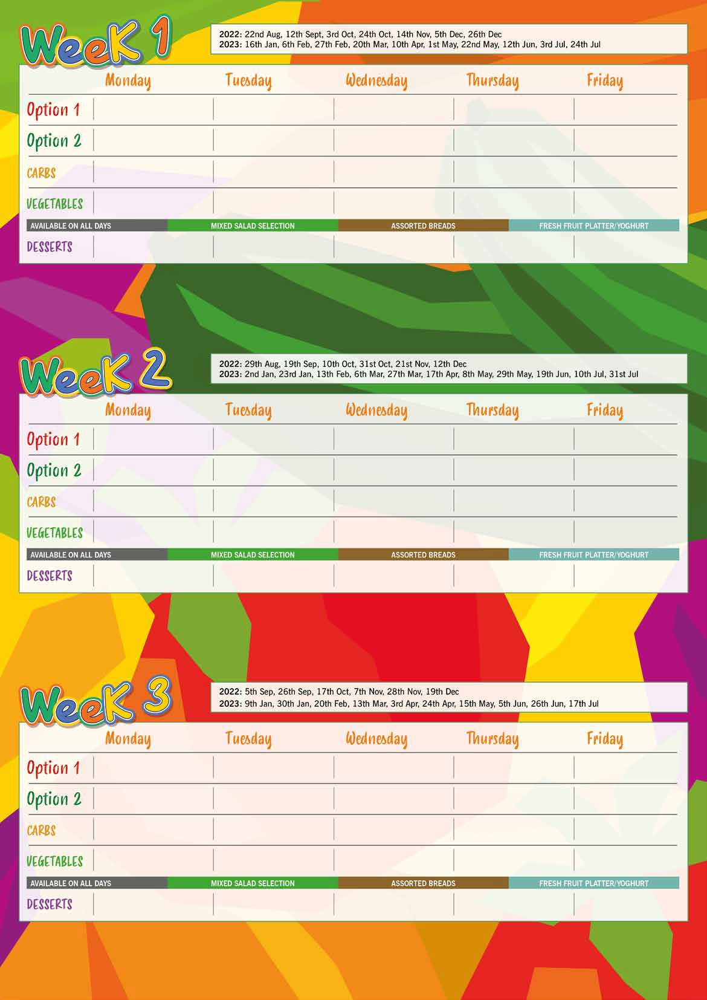 Week 1
2022: 22nd Aug, 12th Sept, 3rd Oct, 24th Oct, 14th Nov, 5th Dec, 26th Dec
2023: 16th Jan, 6th Feb, 27th Feb, 20th Mar, 10th Apr, 1st May, 22nd May, 12th Jun, 3rd Jul, 24th Jul
Monday Tuesday Wednesday Thursday Friday
Option 1
Option 2
CARBS
VEGETABLES
AVAILABLE ON ALL DAYS MIXED SALAD SELECTION ASSORTED BREADS FRESH FRUIT PLATTER/YOGHURT
DESSERTS
Week 2
2022: 29th Aug, 19th Sep, 10th Oct, 31st Oct, 21st Nov, 12th Dec
2023: 2nd Jan, 23rd Jan, 13th Feb, 6th Mar, 27th Mar, 17th Apr, 8th May, 29th May, 19th Jun, 10th Jul, 31st Jul
Monday Tuesday Wednesday Thursday Friday
Option 1
Option 2
CARBS
VEGETABLES
AVAILABLE ON ALL DAYS MIXED SALAD SELECTION ASSORTED BREADS FRESH FRUIT PLATTER/YOGHURT
DESSERTS
Week 3
2022: 5th Sep, 26th Sep, 17th Oct, 7th Nov, 28th Nov, 19th Dec
2023: 9th Jan, 30th Jan, 20th Feb, 13th Mar, 3rd Apr, 24th Apr, 15th May, 5th Jun, 26th Jun, 17th Jul
Monday Tuesday Wednesday Thursday Friday
Option 1
Option 2
CARBS
VEGETABLES
AVAILABLE ON ALL DAYS MIXED SALAD SELECTION ASSORTED BREADS FRESH FRUIT PLATTER/YOGHURT
DESSERTS